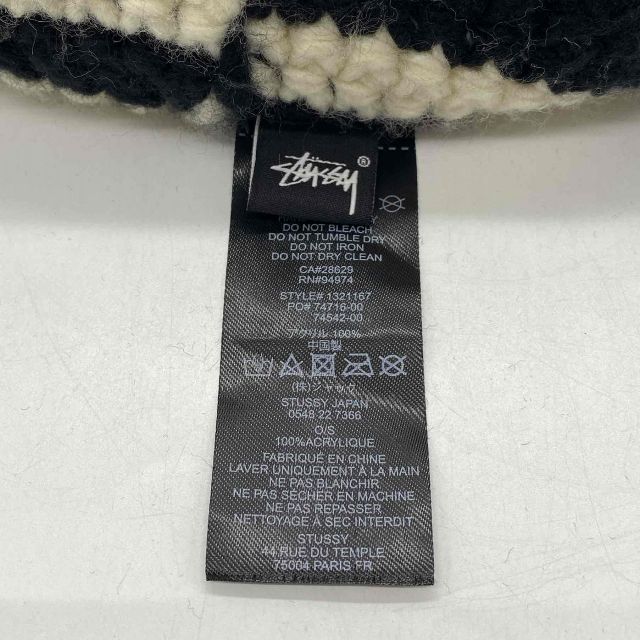 STÜSSY ®
DO NOT BLEACH
DO NOT TUMBLE DRY
DO NOT IRON
DO NOT DRY CLEAN
CA#28629
RN#94974
STYLE# 1321167
PO# 74716-00
74542-00
アクリル 100%
中国製
(株)ジャック
STUSSY JAPAN
0548 22 7366
O/S
100%ACRYLIQUE
FABRIQUÉ EN CHINE
LAVER UNIQUEMENT À LA MAIN
NE PAS BLANCHIR
NE PAS SÉCHER EN MACHINE
NE PAS REPASSER
NETTOYAGE À SEC INTERDIT
STUSSY
44 RUE DU TEMPLE
75004 PARIS FR